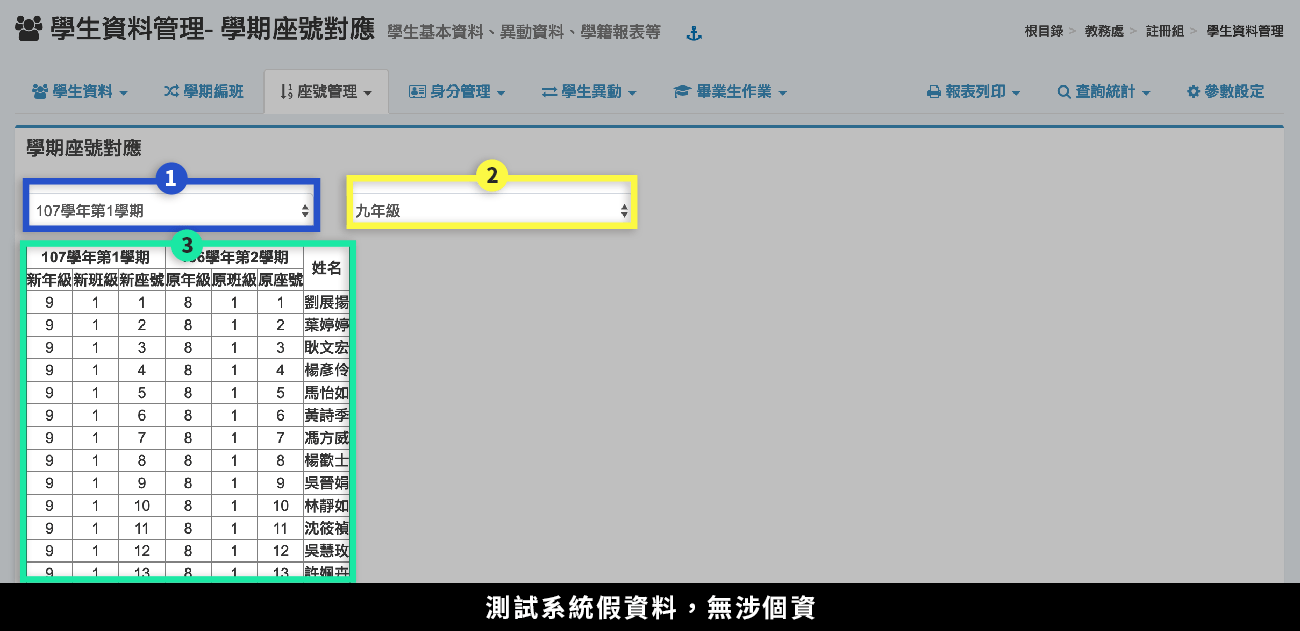 學生資料管理- 學期座號對應 學生基本資料、異動資料、學籍報表等
根目錄 > 教務處 > 註冊組 > 學生資料管理
學生資料 學期編班 座號管理 身分管理 學生異動 畢業生作業 報表列印 查詢統計 參數設定
學期座號對應
1 2
107學年第1學期 九年級
3
107學年第1學期 6學年第2學期 姓名
新年級 新班級 新座號 原年級 原班級 原座號
9 1 1 8 1 1 劉展揚
9 1 2 8 1 2 葉婷婷
9 1 3 8 1 3 耿文宏
9 1 4 8 1 4 楊彥伶
9 1 5 8 1 5 馬怡如
9 1 6 8 1 6 黃詩季
9 1 7 8 1 7 馮方威
9 1 8 8 1 8 楊歡士
9 1 9 8 1 9 吳晉娟
9 1 10 8 1 10 林靜如
9 1 11 8 1 11 沈筱禎
9 1 12 8 1 12 吳慧玫
9 1 13 8 1 13 許姵卉
測試系統假資料，無涉個資